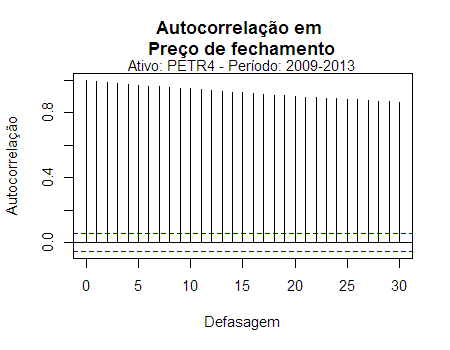 Autocorrelação em
Preço de fechamento
Ativo: PETR4 - Período: 2009-2013
Autocorrelação
0.8
0.4
0.0
0 5 10 15 20 25 30
Defasagem